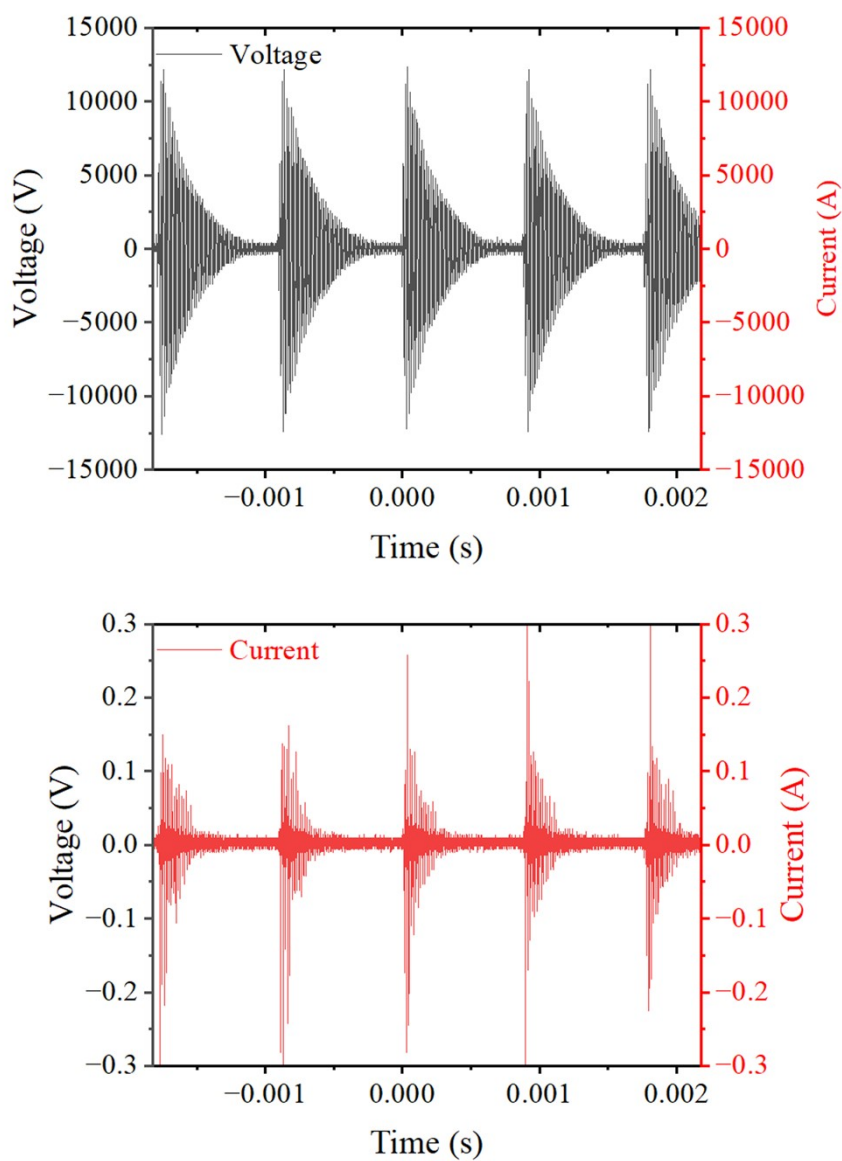 15000 15000
Voltage
10000 10000
5000 5000
0 0
−5000 −5000
−10000 −10000
−15000 −15000
Voltage (V)
Current (A)
−0.001 0.000 0.001 0.002
Time (s)
0.3 0.3
Current
0.2 0.2
0.1 0.1
0.0 0.0
−0.1 −0.1
−0.2 −0.2
−0.3 −0.3
Voltage (V)
Current (A)
−0.001 0.000 0.001 0.002
Time (s)